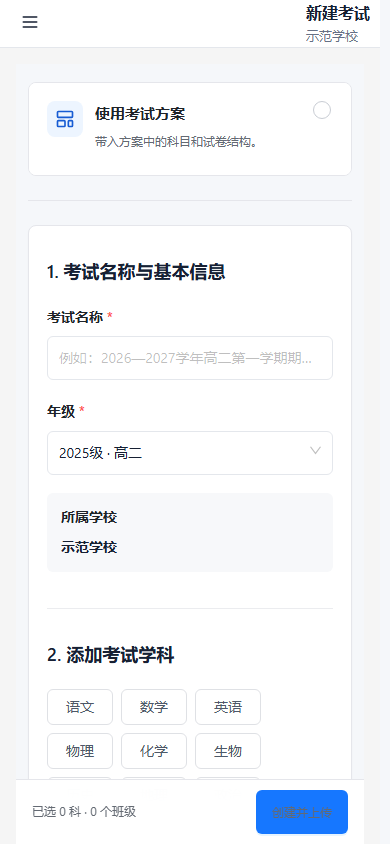 新建考试
示范学校
使用考试方案
带入方案中的科目和试卷结构。
1. 考试名称与基本信息
考试名称 *
例如：2026—2027学年高二第一学期期...
年级 *
2025级 · 高二
所属学校
示范学校
2. 添加考试学科
语文
数学
英语
物理
化学
生物
已选 0 科 · 0 个班级